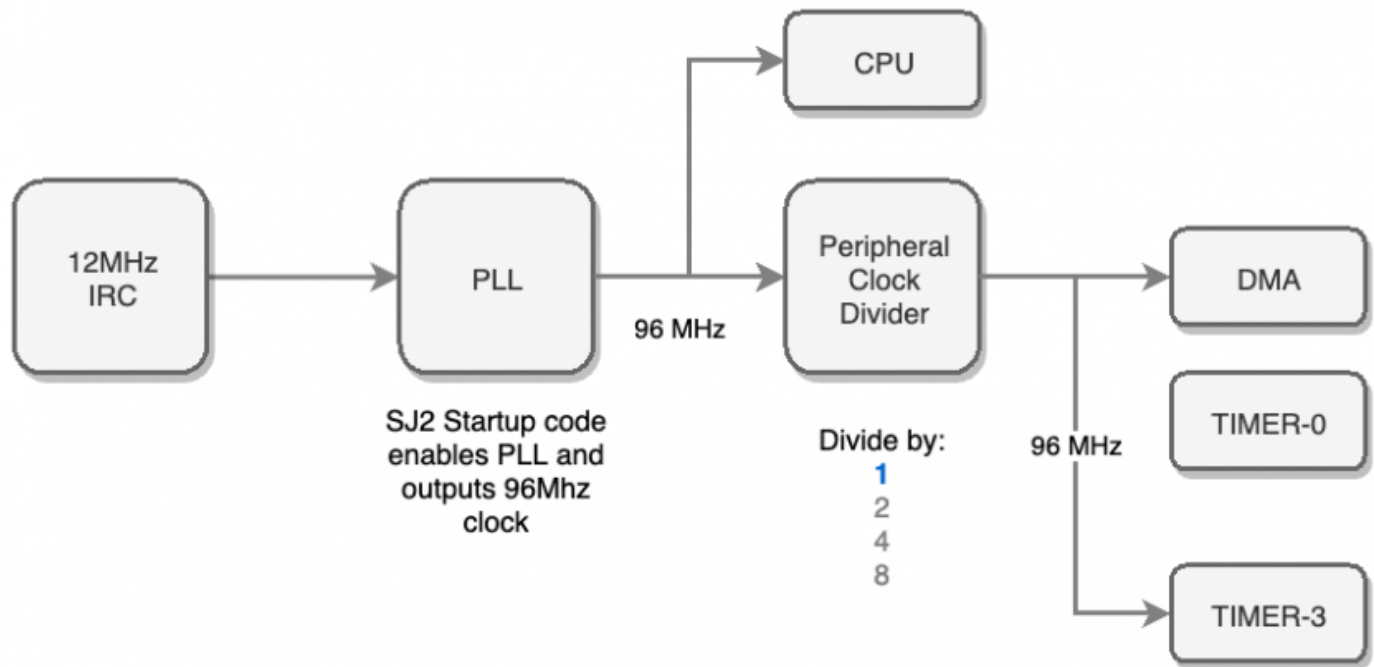 CPU
12MHz
IRC
PLL
96 MHz
Peripheral
Clock
Divider
DMA
TIMER-0
TIMER-3
96 MHz
SJ2 Startup code
enables PLL and
outputs 96Mhz
clock
Divide by:
1
2
4
8